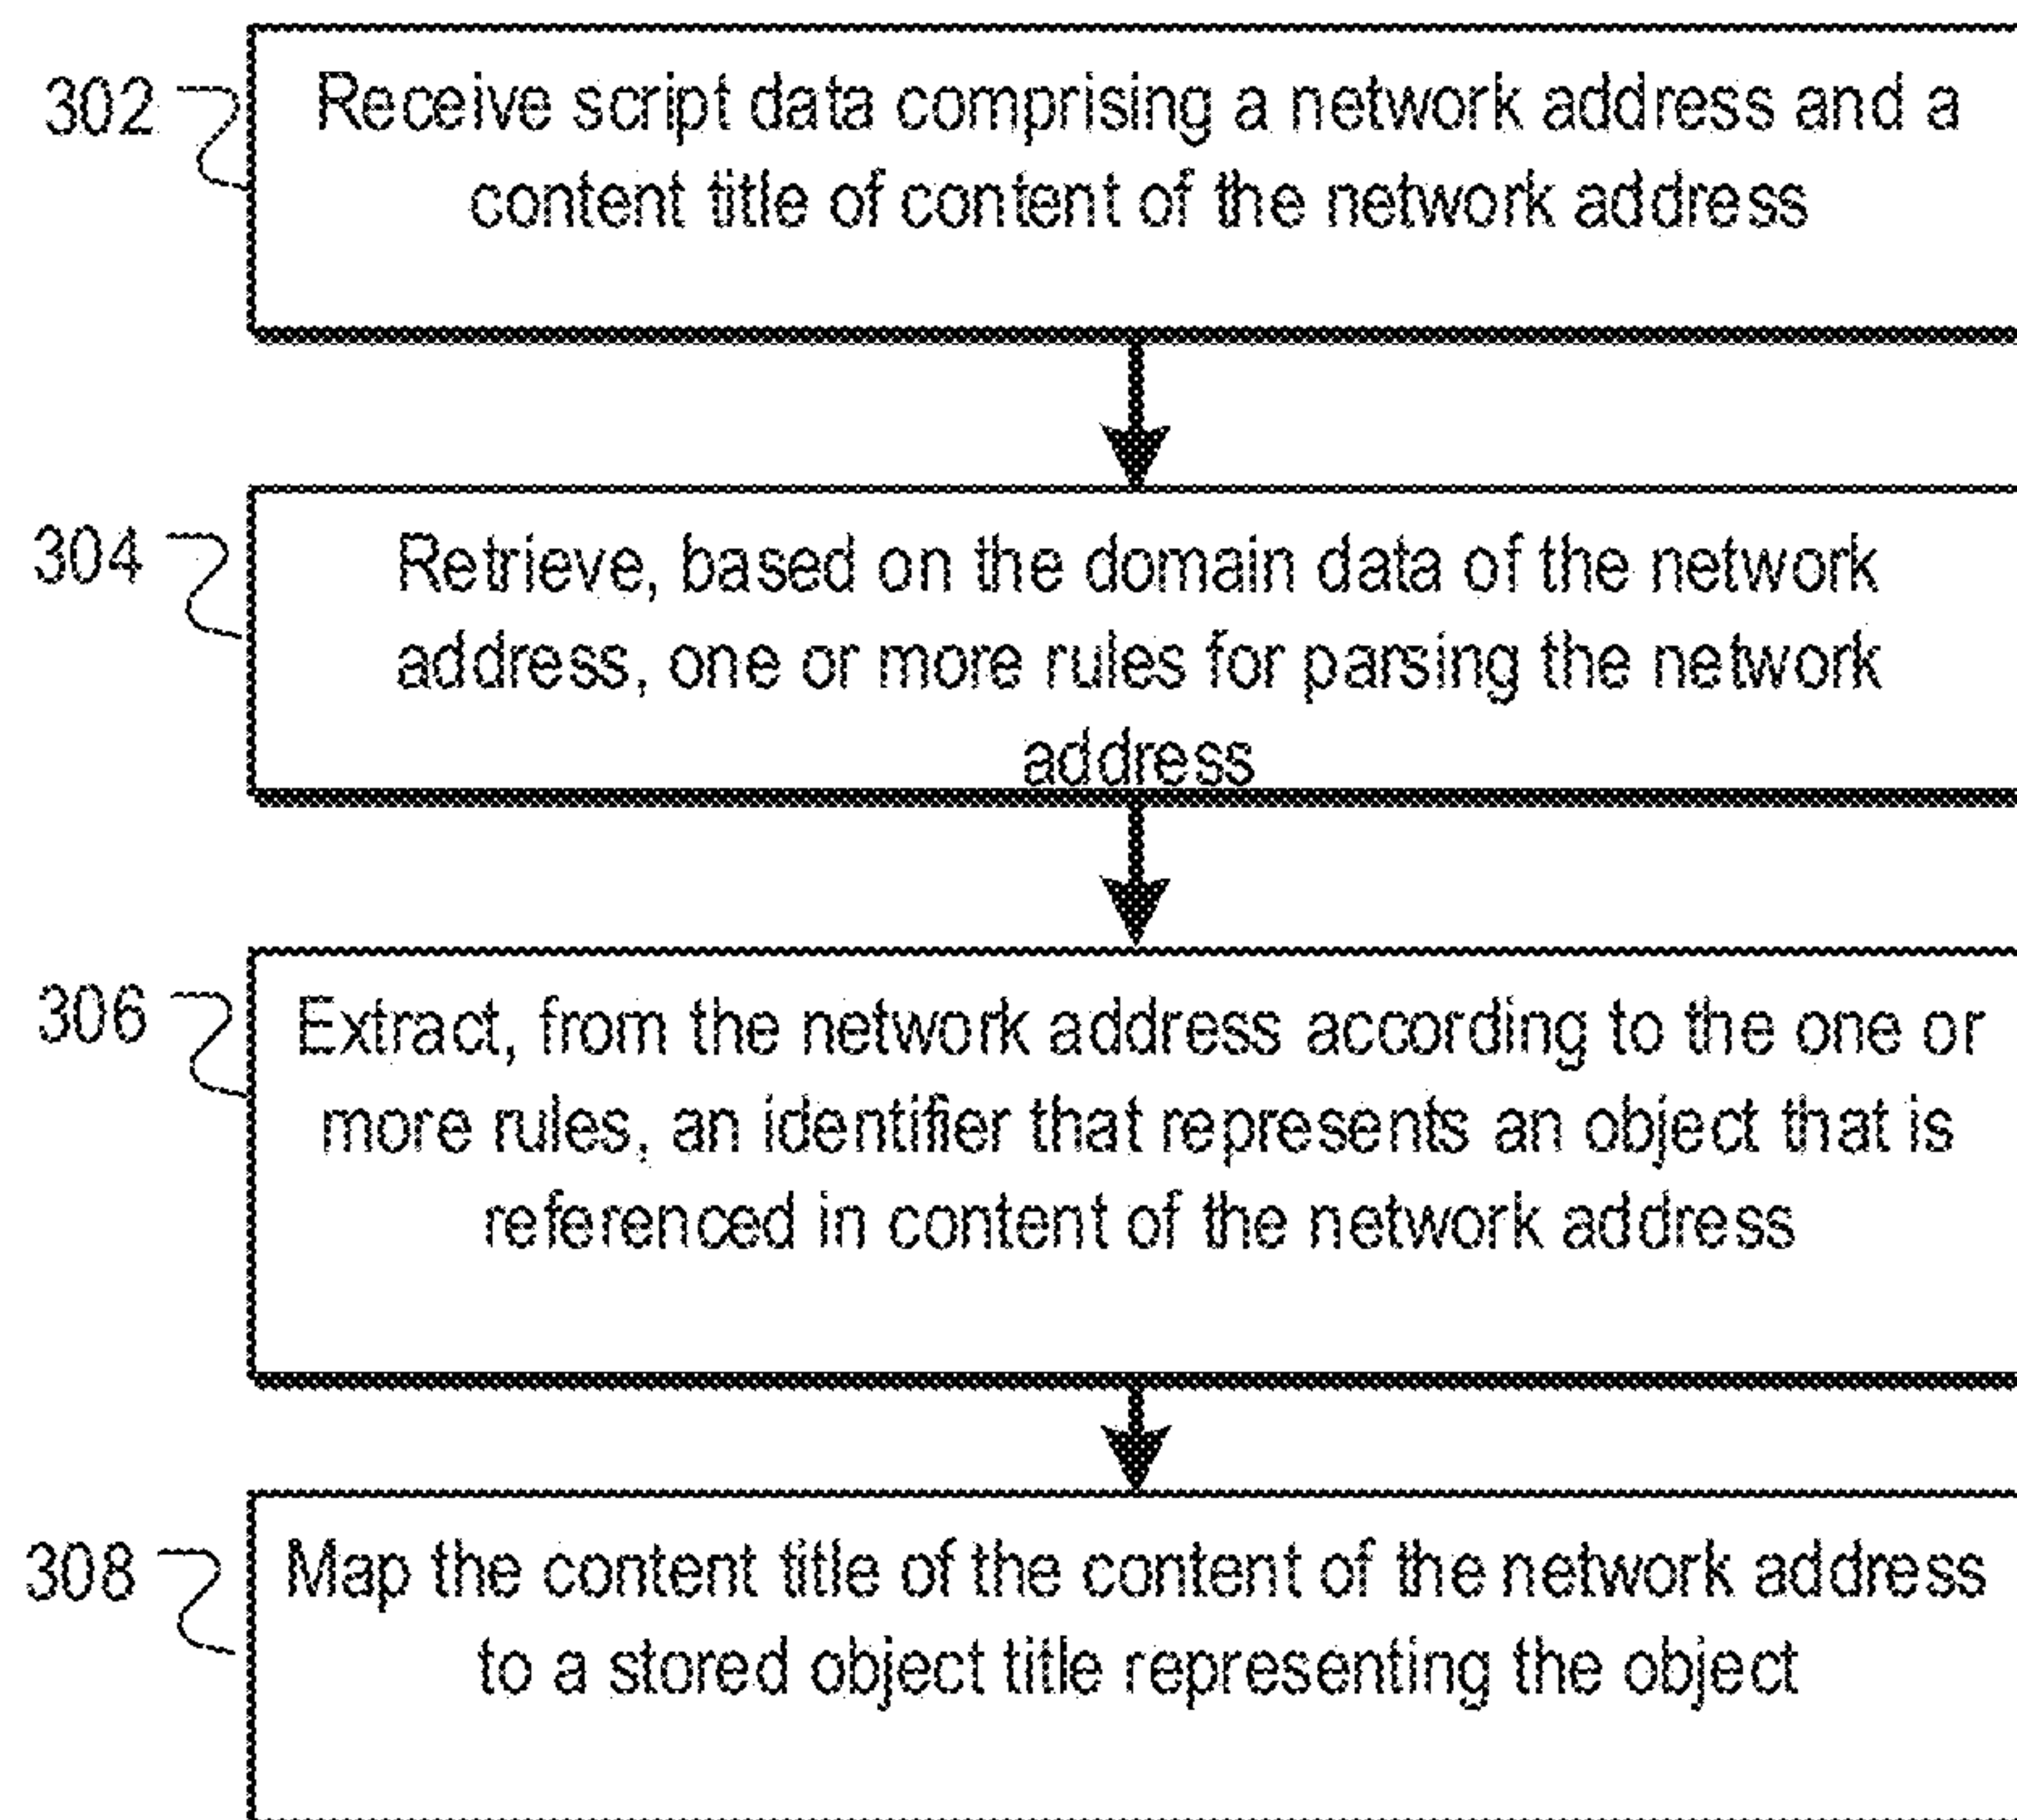 302
Receive script data comprising a network address and a
content title of content of the network address
304
Retrieve, based on the domain data of the network
address, one or more rules for parsing the network
address
306
Extract, from the network address according to the one or
more rules, an identifier that represents an object that is
referenced in content of the network address
308
Map the content title of the content of the network address
to a stored object title representing the object